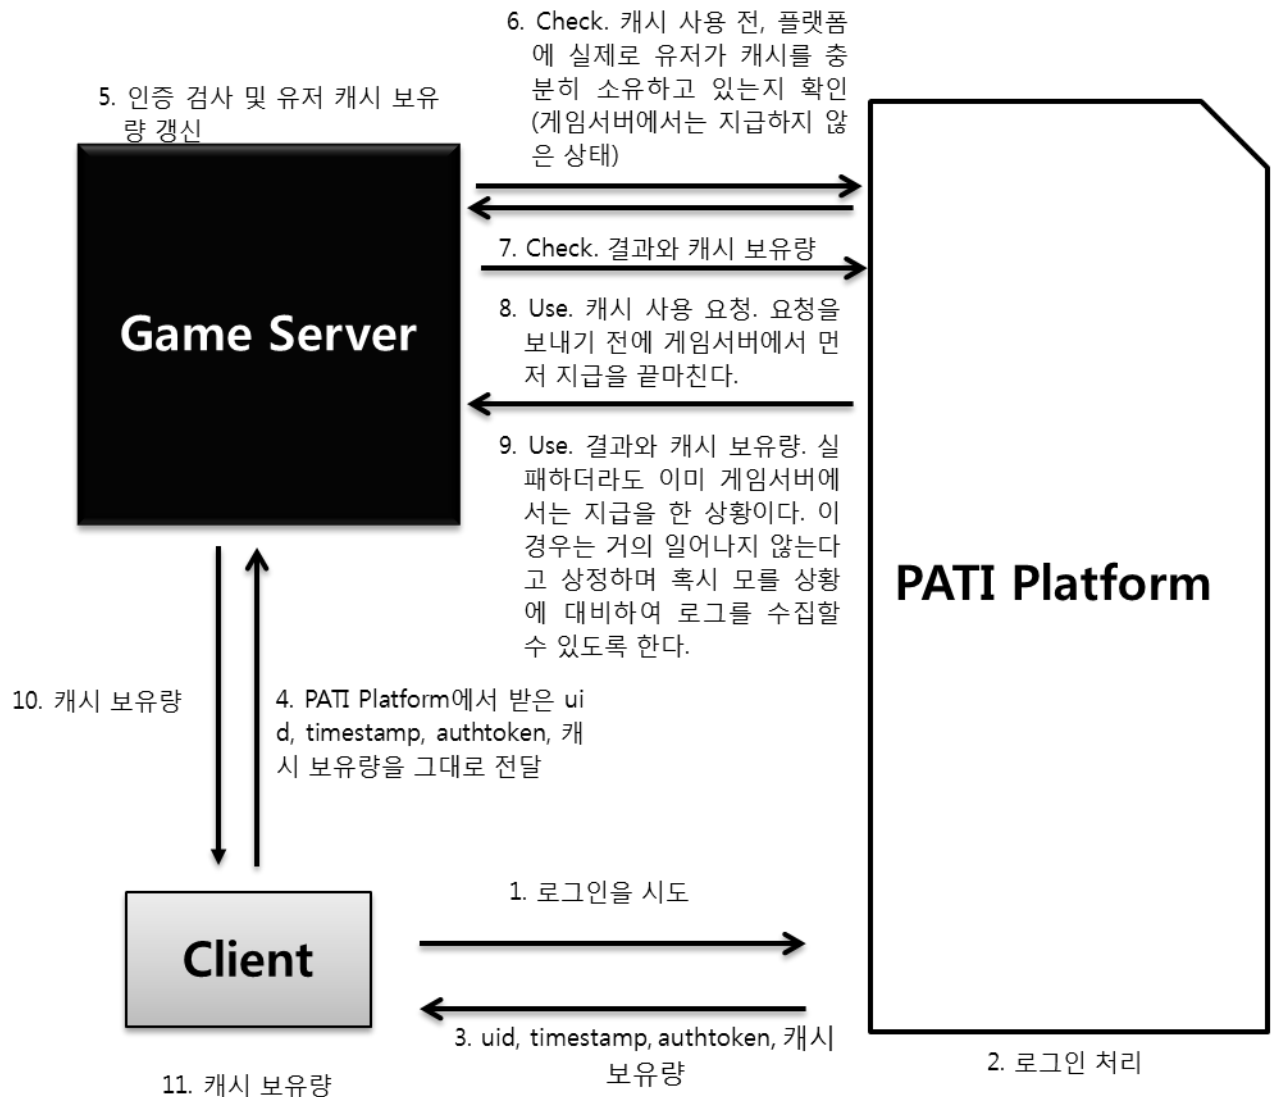 6. Check. 캐시 사용 전, 플랫폼
에 실제로 유저가 캐시를 충
분히 소유하고 있는지 확인
(게임서버에서는 지급하지 않
은 상태)
5. 인증 검사 및 유저 캐시 보유
량 갱신
Game Server
7. Check. 결과와 캐시 보유량
8. Use. 캐시 사용 요청. 요청을
보내기 전에 게임서버에서 먼
저 지급을 끝마친다.
9. Use. 결과와 캐시 보유량. 실
패하더라도 이미 게임서버에
서는 지급을 한 상황이다. 이
경우는 거의 일어나지 않는다
고 상정하며 혹시 모를 상황
에 대비하여 로그를 수집할
수 있도록 한다.
PATI Platform
10. 캐시 보유량
4. PATI Platform에서 받은 ui
d, timestamp, authtoken, 캐
시 보유량을 그대로 전달
1. 로그인을 시도
Client
3. uid, timestamp, authtoken, 캐시
보유량
2. 로그인 처리
11. 캐시 보유량